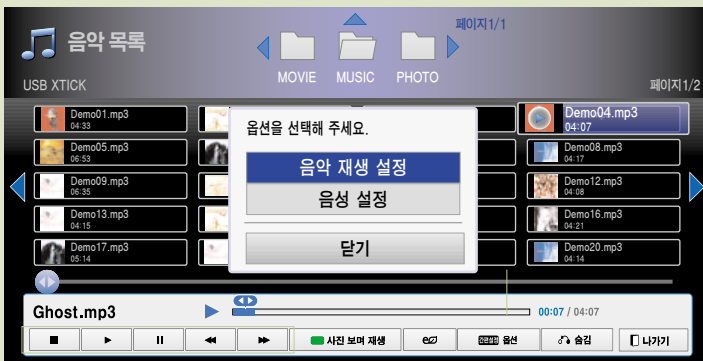 페이지1/1
음악 목록
MOVIE MUSIC PHOTO
USB XTICK
페이지1/2
Demo01.mp3
04:33
Demo04.mp3
04:07
옵션을 선택해 주세요.
음악 재생 설정
음성 설정
닫기
Demo05.mp3
06:53
Demo08.mp3
04:17
Demo09.mp3
06:35
Demo12.mp3
04:08
Demo13.mp3
04:15
Demo16.mp3
04:21
Demo17.mp3
05:14
Demo20.mp3
04:14
Ghost.mp3
00:07 / 04:07
사진 보며 재생
옵션
숨김
나가기